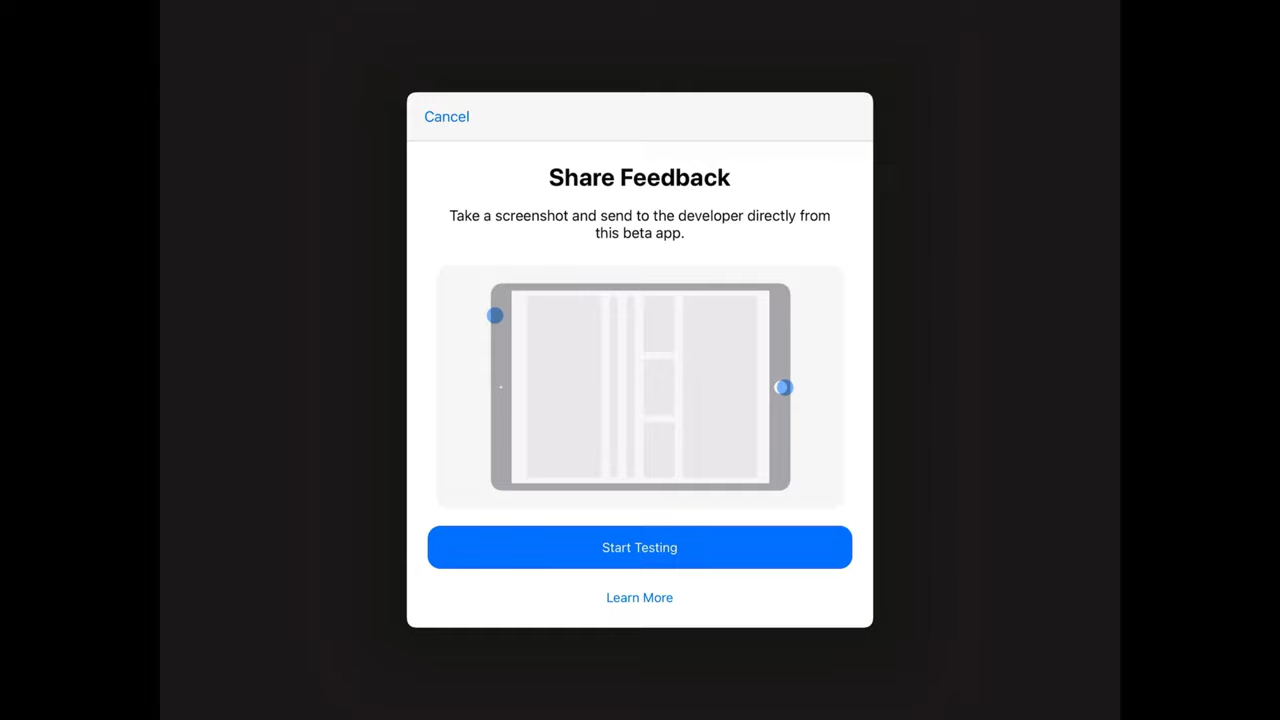 Cancel
Share Feedback
Take a screenshot and send to the developer directly from
this beta app.
Start Testing
Learn More